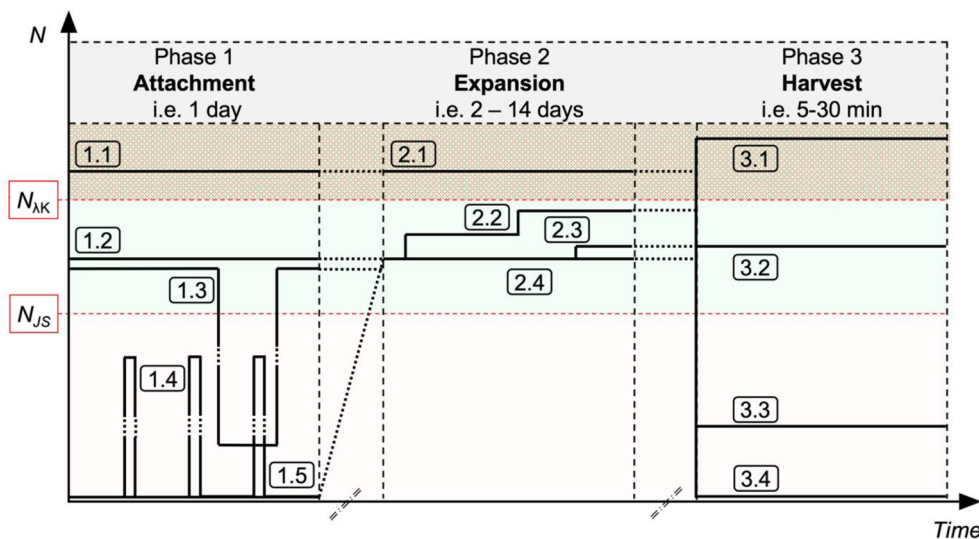 N
Phase 1
Attachment
i.e. 1 day
Phase 2
Expansion
i.e. 2 – 14 days
Phase 3
Harvest
i.e. 5-30 min
1.1
2.1
3.1
NλK
2.2
2.3
1.2
3.2
1.3
2.4
NJS
1.4
3.3
1.5
3.4
Time